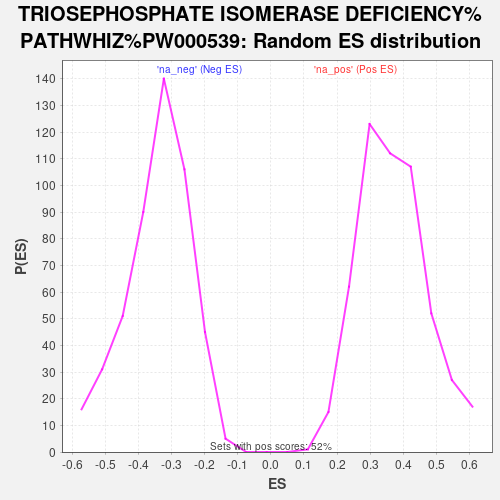 TRIOSEPHOSPHATE ISOMERASE DEFICIENCY%
PATHWHIZ%PW000539: Random ES distribution
'na_neg' (Neg ES) 'na_pos' (Pos ES)
140
130
120
110
100
90
80
70
60
50
40
30
20
10
0
P(ES)
Sets with pos scores: 52%
-0.6 -0.5 -0.4 -0.3 -0.2 -0.1 0.0 0.1 0.2 0.3 0.4 0.5 0.6
ES